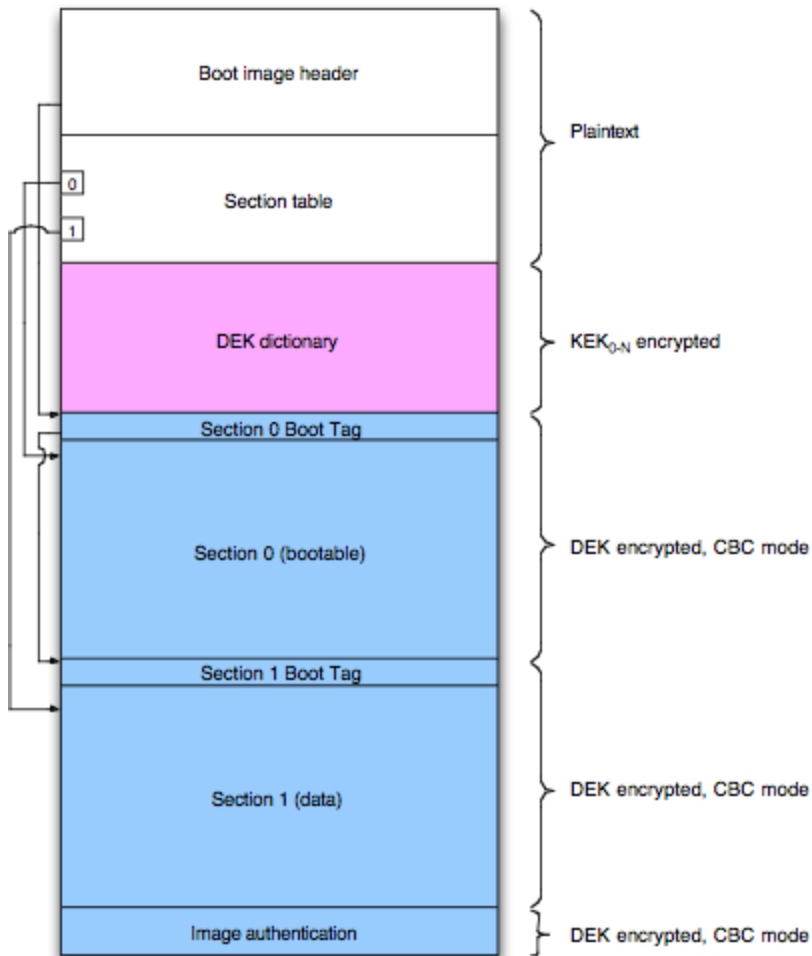 Boot image header
Plaintext
0
Section table
1
DEK dictionary
KEK0-N encrypted
Section 0 Boot Tag
Section 0 (bootable)
DEK encrypted, CBC mode
Section 1 Boot Tag
Section 1 (data)
DEK encrypted, CBC mode
Image authentication
DEK encrypted, CBC mode